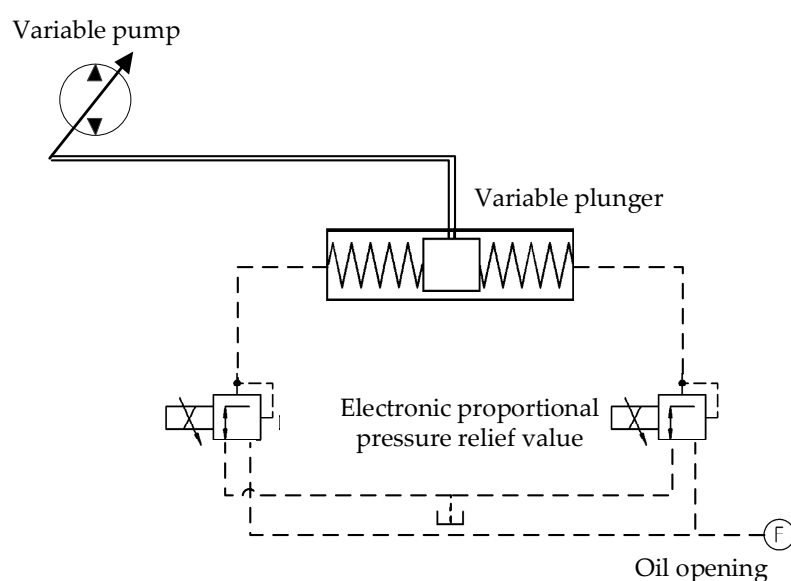 Variable pump
Variable plunger
Electronic proportional
pressure relief value
F
Oil opening